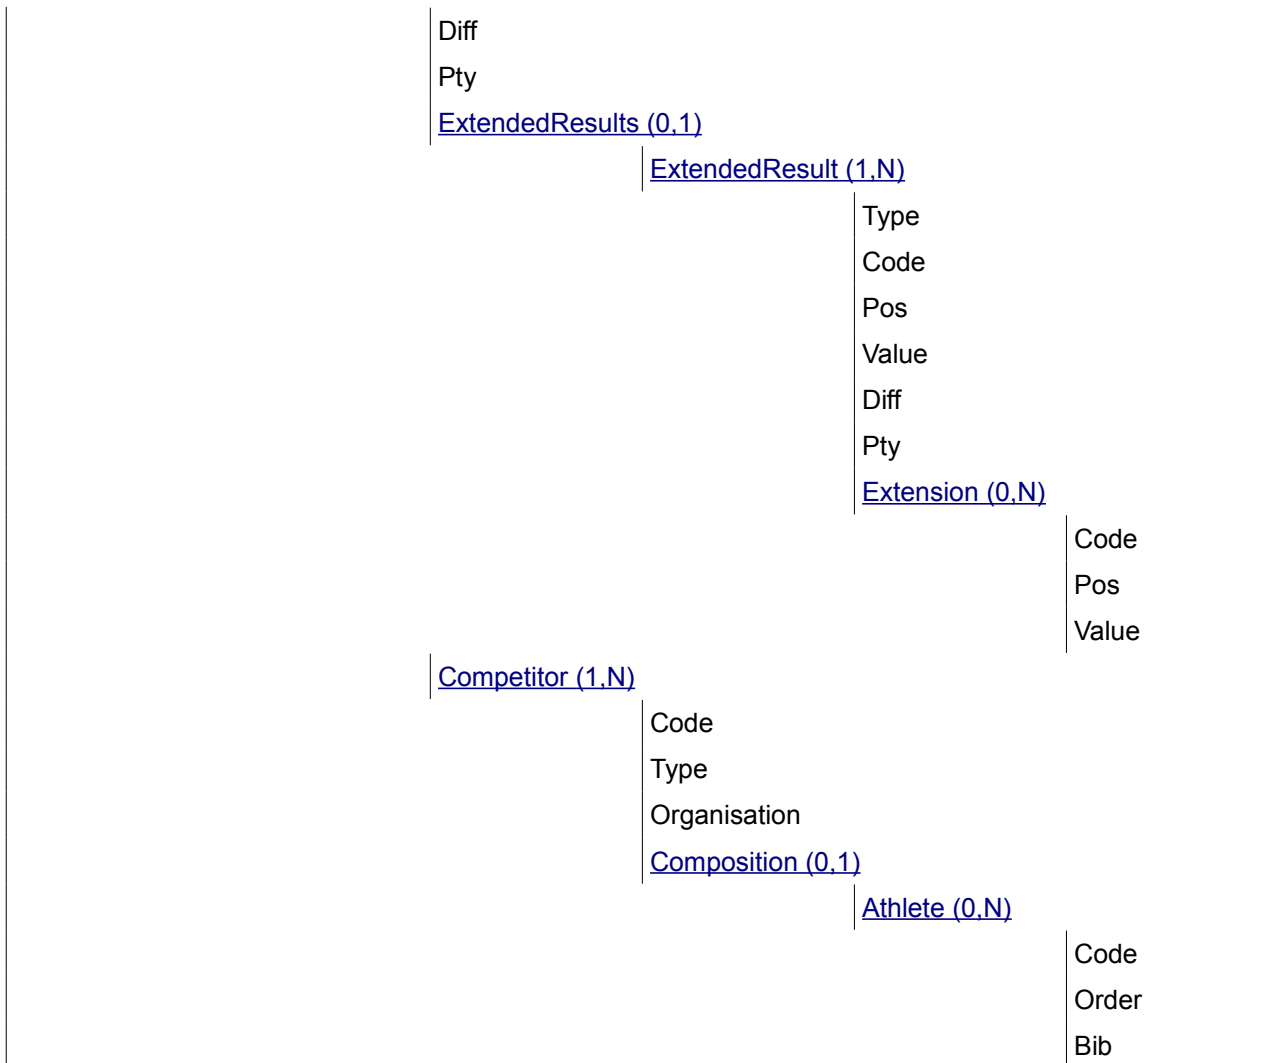 Diff
Pty
ExtendedResults (0,1)
ExtendedResult (1,N)
Type
Code
Pos
Value
Diff
Pty
Extension (0,N)
Code
Pos
Value
Competitor (1,N)
Code
Type
Organisation
Composition (0,1)
Athlete (0,N)
Code
Order
Bib